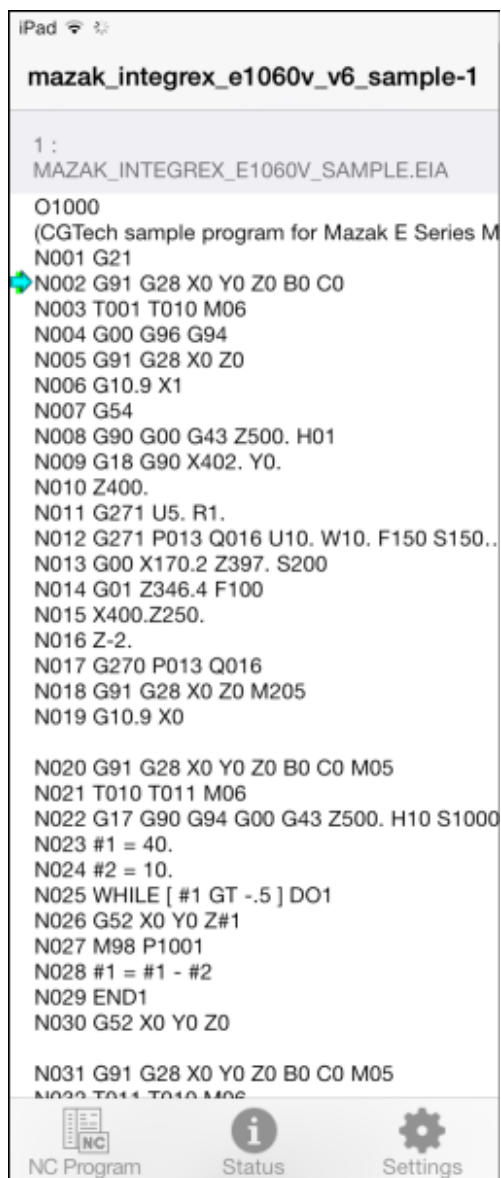 iPad
mazak_integrex_e1060v_v6_sample-1
1 :
MAZAK_INTEGREX_E1060V_SAMPLE.EIA
O1000
(CGTech sample program for Mazak E Series M
N001 G21
N002 G91 G28 X0 Y0 Z0 B0 C0
N003 T001 T010 M06
N004 G00 G96 G94
N005 G91 G28 X0 Z0
N006 G10.9 X1
N007 G54
N008 G90 G00 G43 Z500. H01
N009 G18 G90 X402. Y0.
N010 Z400.
N011 G271 U5. R1.
N012 G271 P013 Q016 U10. W10. F150 S150...
N013 G00 X170.2 Z397. S200
N014 G01 Z346.4 F100
N015 X400.Z250.
N016 Z-2.
N017 G270 P013 Q016
N018 G91 G28 X0 Z0 M205
N019 G10.9 X0
N020 G91 G28 X0 Y0 Z0 B0 C0 M05
N021 T010 T011 M06
N022 G17 G90 G94 G00 G43 Z500. H10 S1000
N023 #1 = 40.
N024 #2 = 10.
N025 WHILE [ #1 GT -.5 ] DO1
N026 G52 X0 Y0 Z#1
N027 M98 P1001
N028 #1 = #1 - #2
N029 END1
N030 G52 X0 Y0 Z0
N031 G91 G28 X0 Y0 Z0 B0 C0 M05
N032 T011 T010 M06
NC
NC Program
Status
Settings